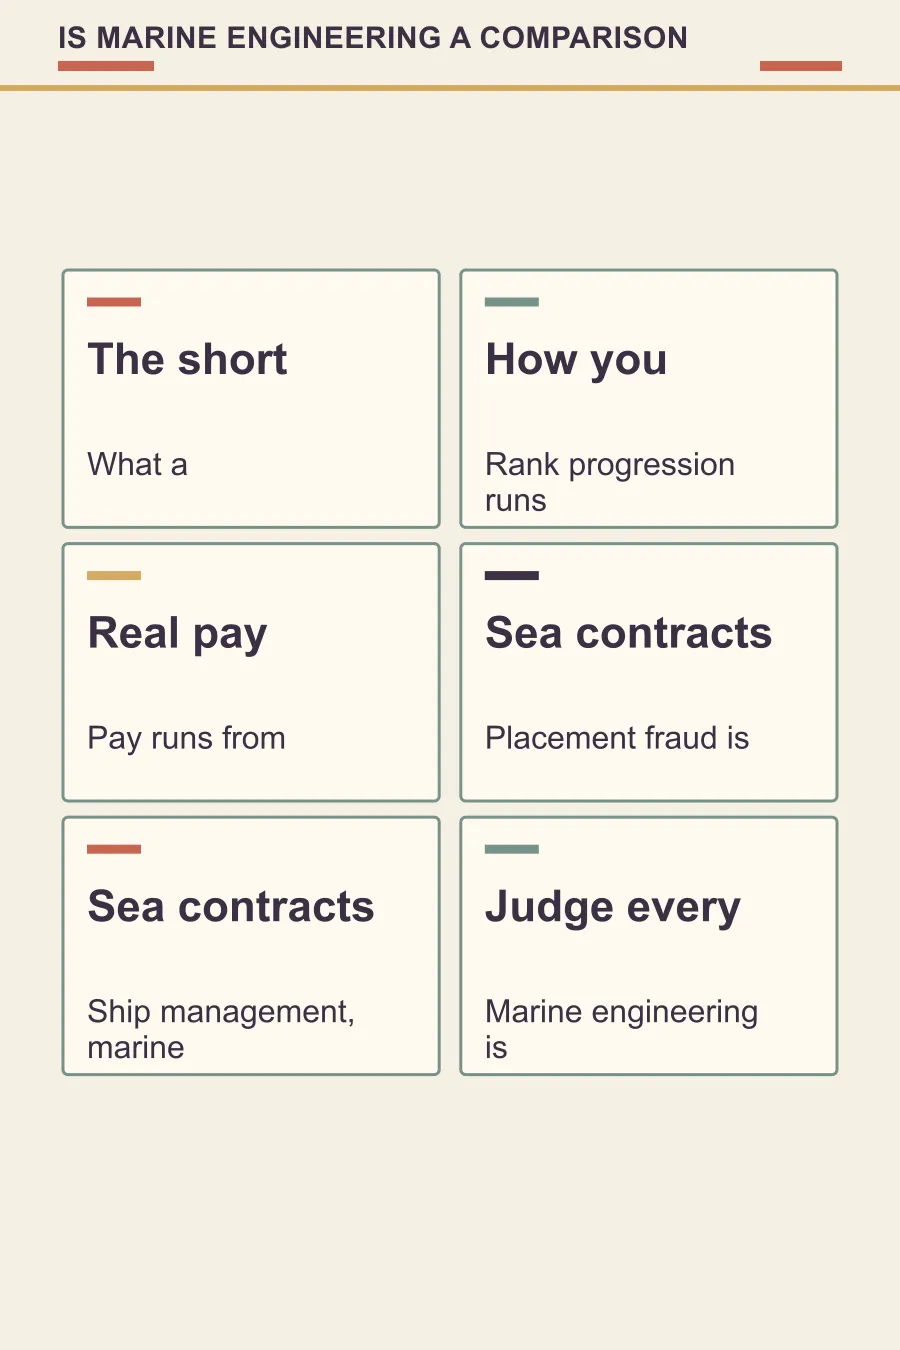 IS MARINE ENGINEERING A COMPARISON
The short
What a
How you
Rank progression
runs
Real pay
Pay runs from
Sea contracts
Placement fraud is
Sea contracts
Ship management,
marine
Judge every
Marine engineering
is